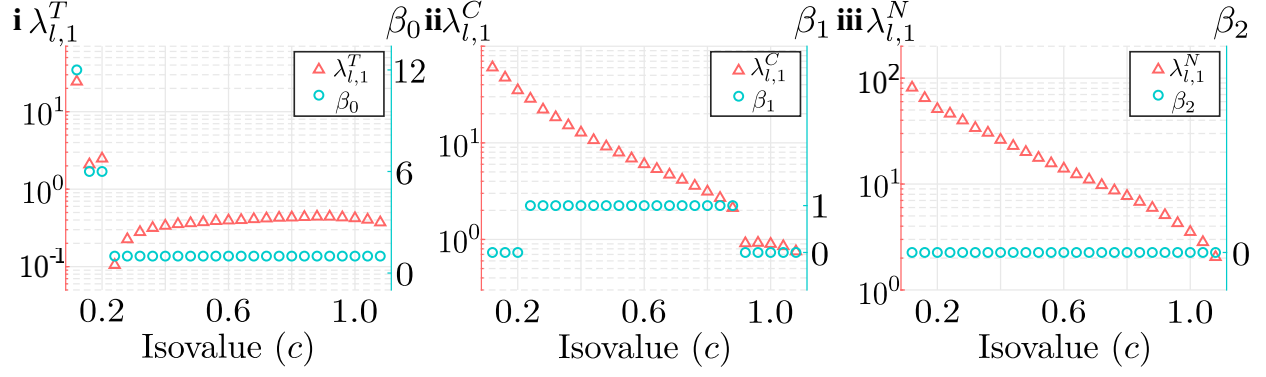 i λ^T_{l,1} β_0 ii λ^C_{l,1} β_1 iii λ^N_{l,1} β_2
λ^T_{l,1}
β_0
10^1
10^0
10^{-1}
12
6
0
0.2 0.6 1.0
Isovalue (c)
λ^C_{l,1}
β_1
10^1
10^0
1
0
0.2 0.6 1.0
Isovalue (c)
λ^N_{l,1}
β_2
10^2
10^1
10^0
0
0.2 0.6 1.0
Isovalue (c)